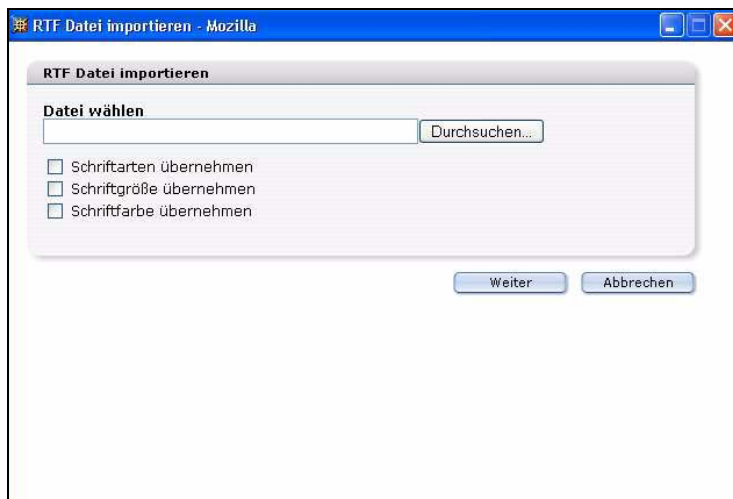 RTF Datei importieren - Mozilla
RTF Datei importieren
Datei wählen
Durchsuchen...
Schriftarten übernehmen
Schriftgröße übernehmen
Schriftfarbe übernehmen
Weiter
Abbrechen